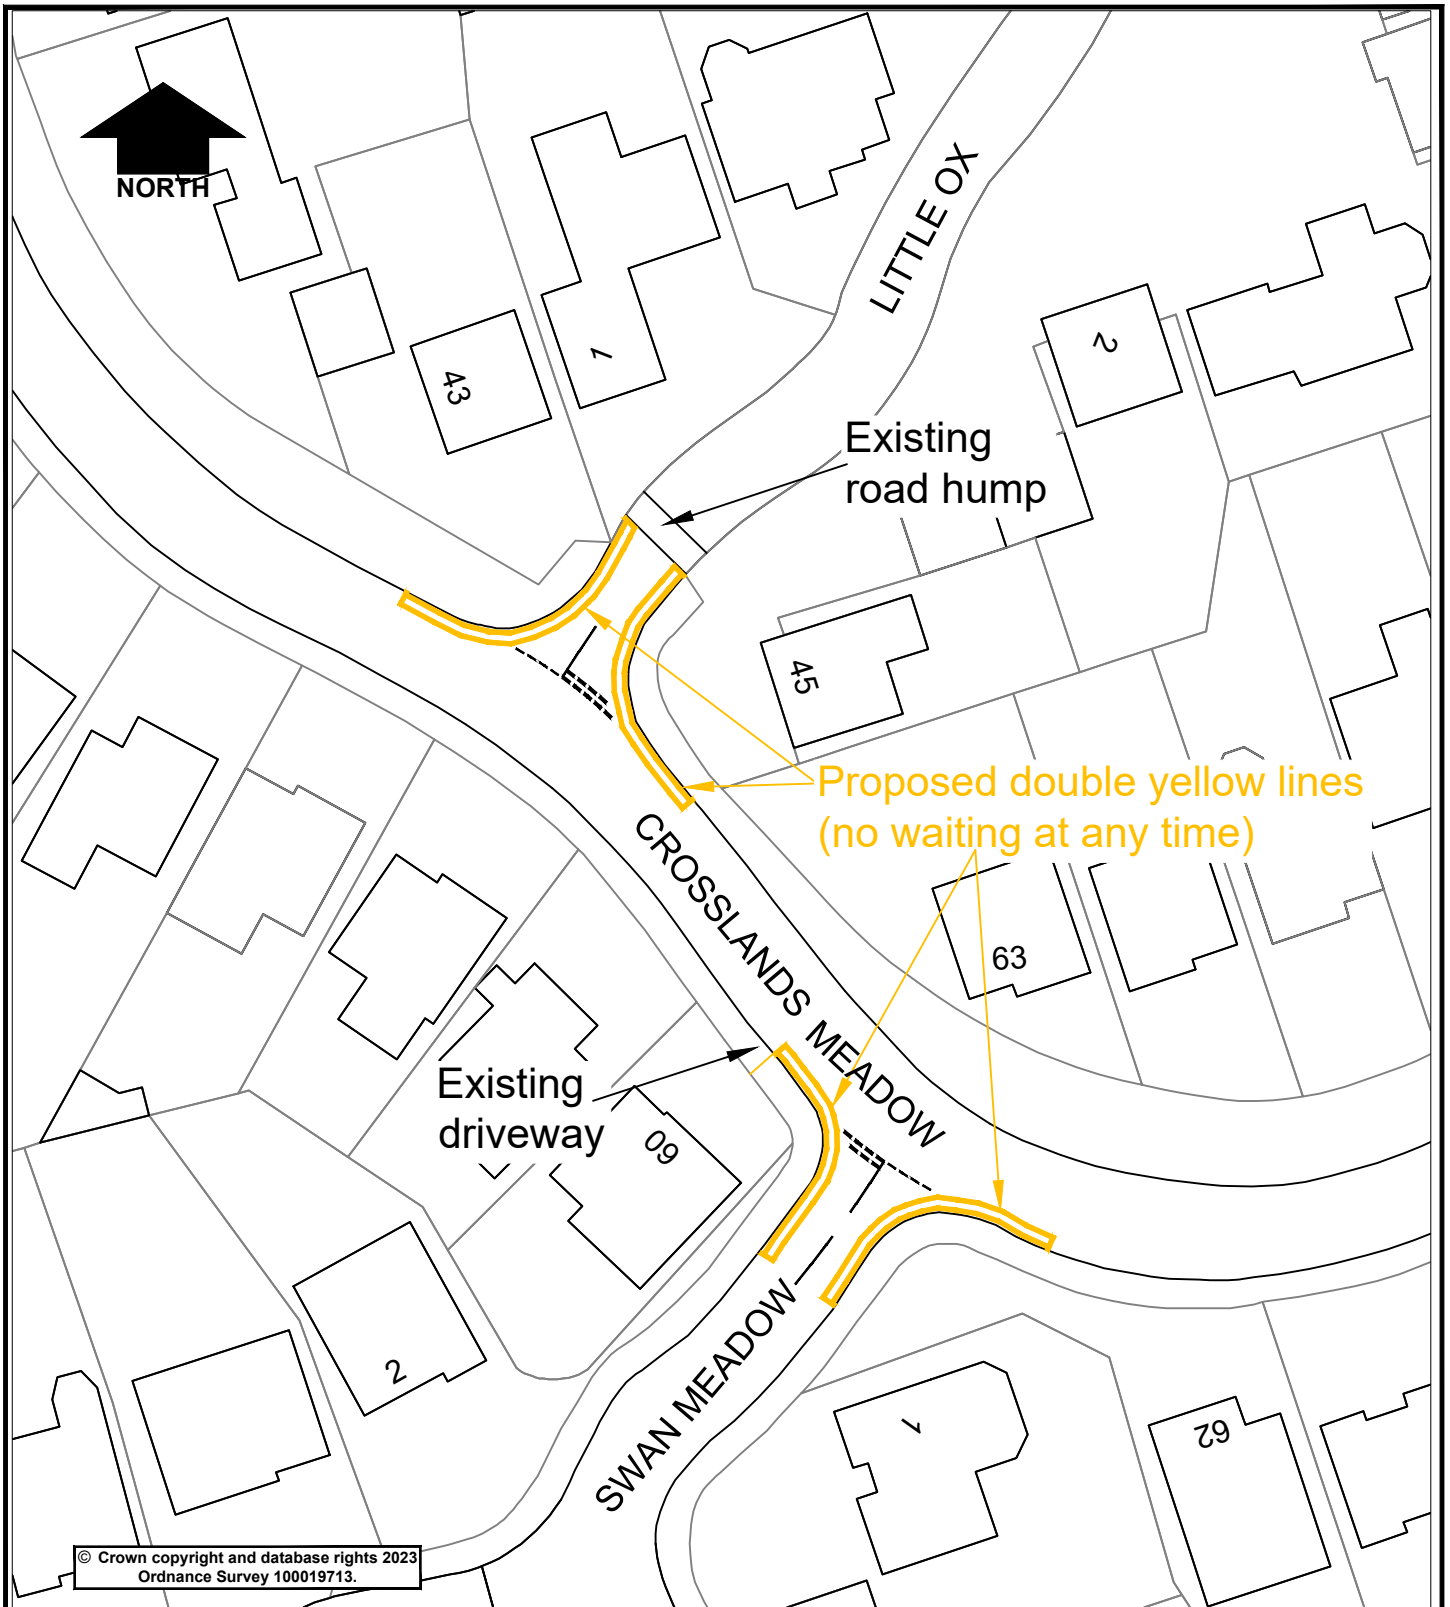 NORTH
LITTLE OX
2
1
43
Existing
road hump
45
Proposed double yellow lines
(no waiting at any time)
CROSSLANDS MEADOW
63
Existing
driveway
60
SWAN MEADOW
2
1
62
© Crown copyright and database rights 2023
Ordnance Survey 100019713.